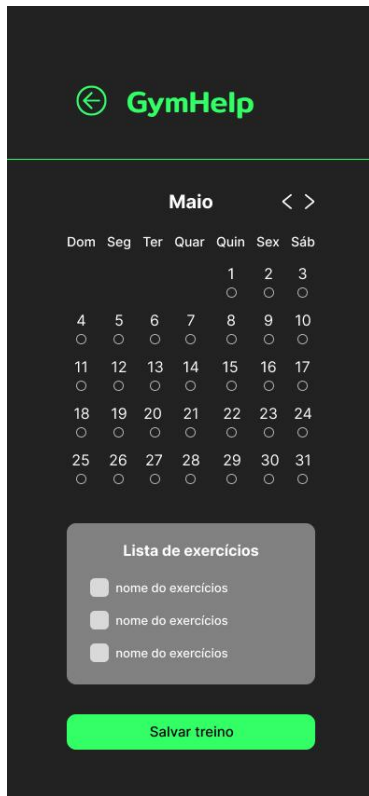 GymHelp
Maio
Dom Seg Ter Quar Quin Sex Sáb
1 2 3
4 5 6 7 8 9 10
11 12 13 14 15 16 17
18 19 20 21 22 23 24
25 26 27 28 29 30 31
Lista de exercícios
nome do exercícios
nome do exercícios
nome do exercícios
Salvar treino